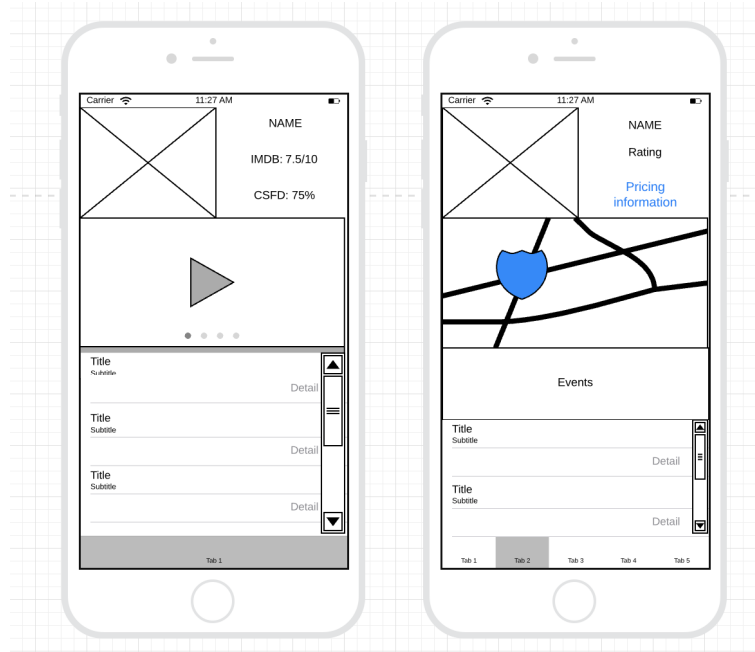 Carrier 11:27 AM
NAME
IMDB: 7.5/10
CSFD: 75%
Title
Subtitle
Detail
Title
Subtitle
Detail
Title
Subtitle
Detail
Tab 1
Carrier 11:27 AM
NAME
Rating
Pricing
information
Events
Title
Subtitle
Detail
Title
Subtitle
Detail
Tab 1 Tab 2 Tab 3 Tab 4 Tab 5